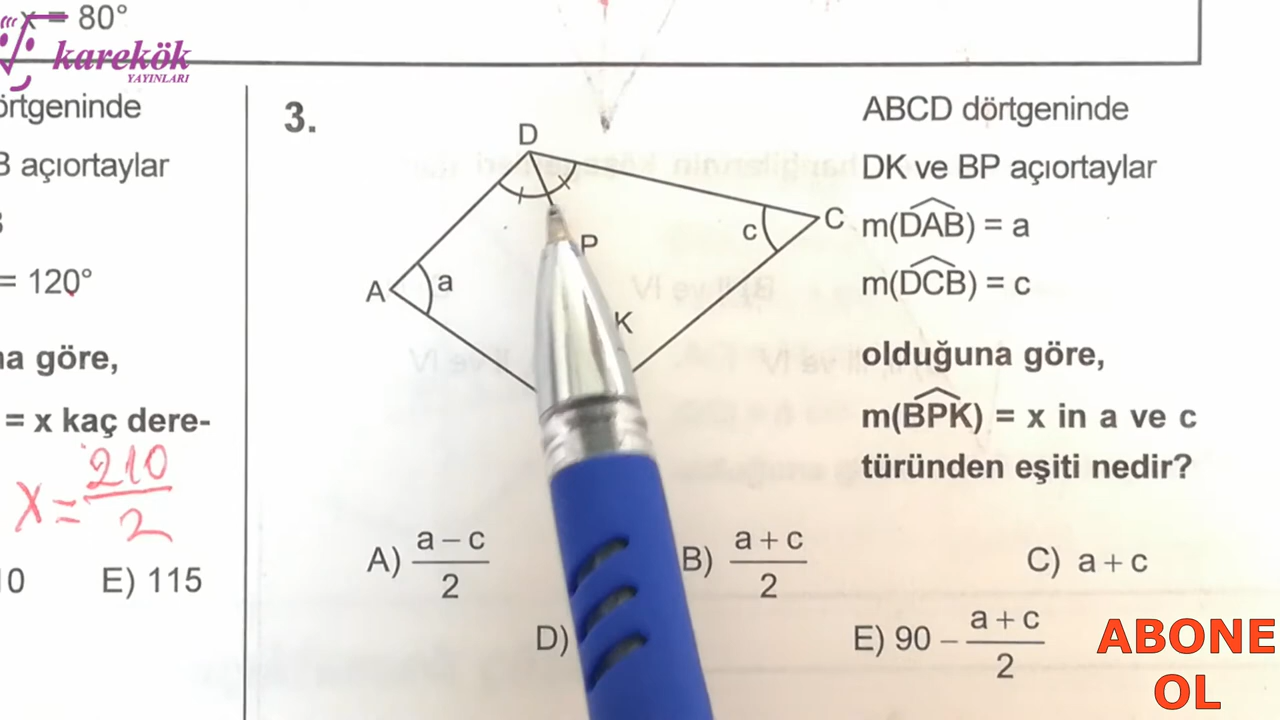 x = 80°
karekök
YAYINLARI
örtgeninde
B açıortaylar
= 120°
na göre,
= x kaç dere-
x = 210
2
10
E) 115
3.
D
P
C
c
A
a
K
ABCD dörtgeninde
DK ve BP açıortaylar
m(DAB) = a
m(DCB) = c
olduğuna göre,
m(BPK) = x in a ve c
türünden eşiti nedir?
A) a – c
2
B) a + c
2
C) a + c
D)
E) 90 – a + c
2
ABONE
OL